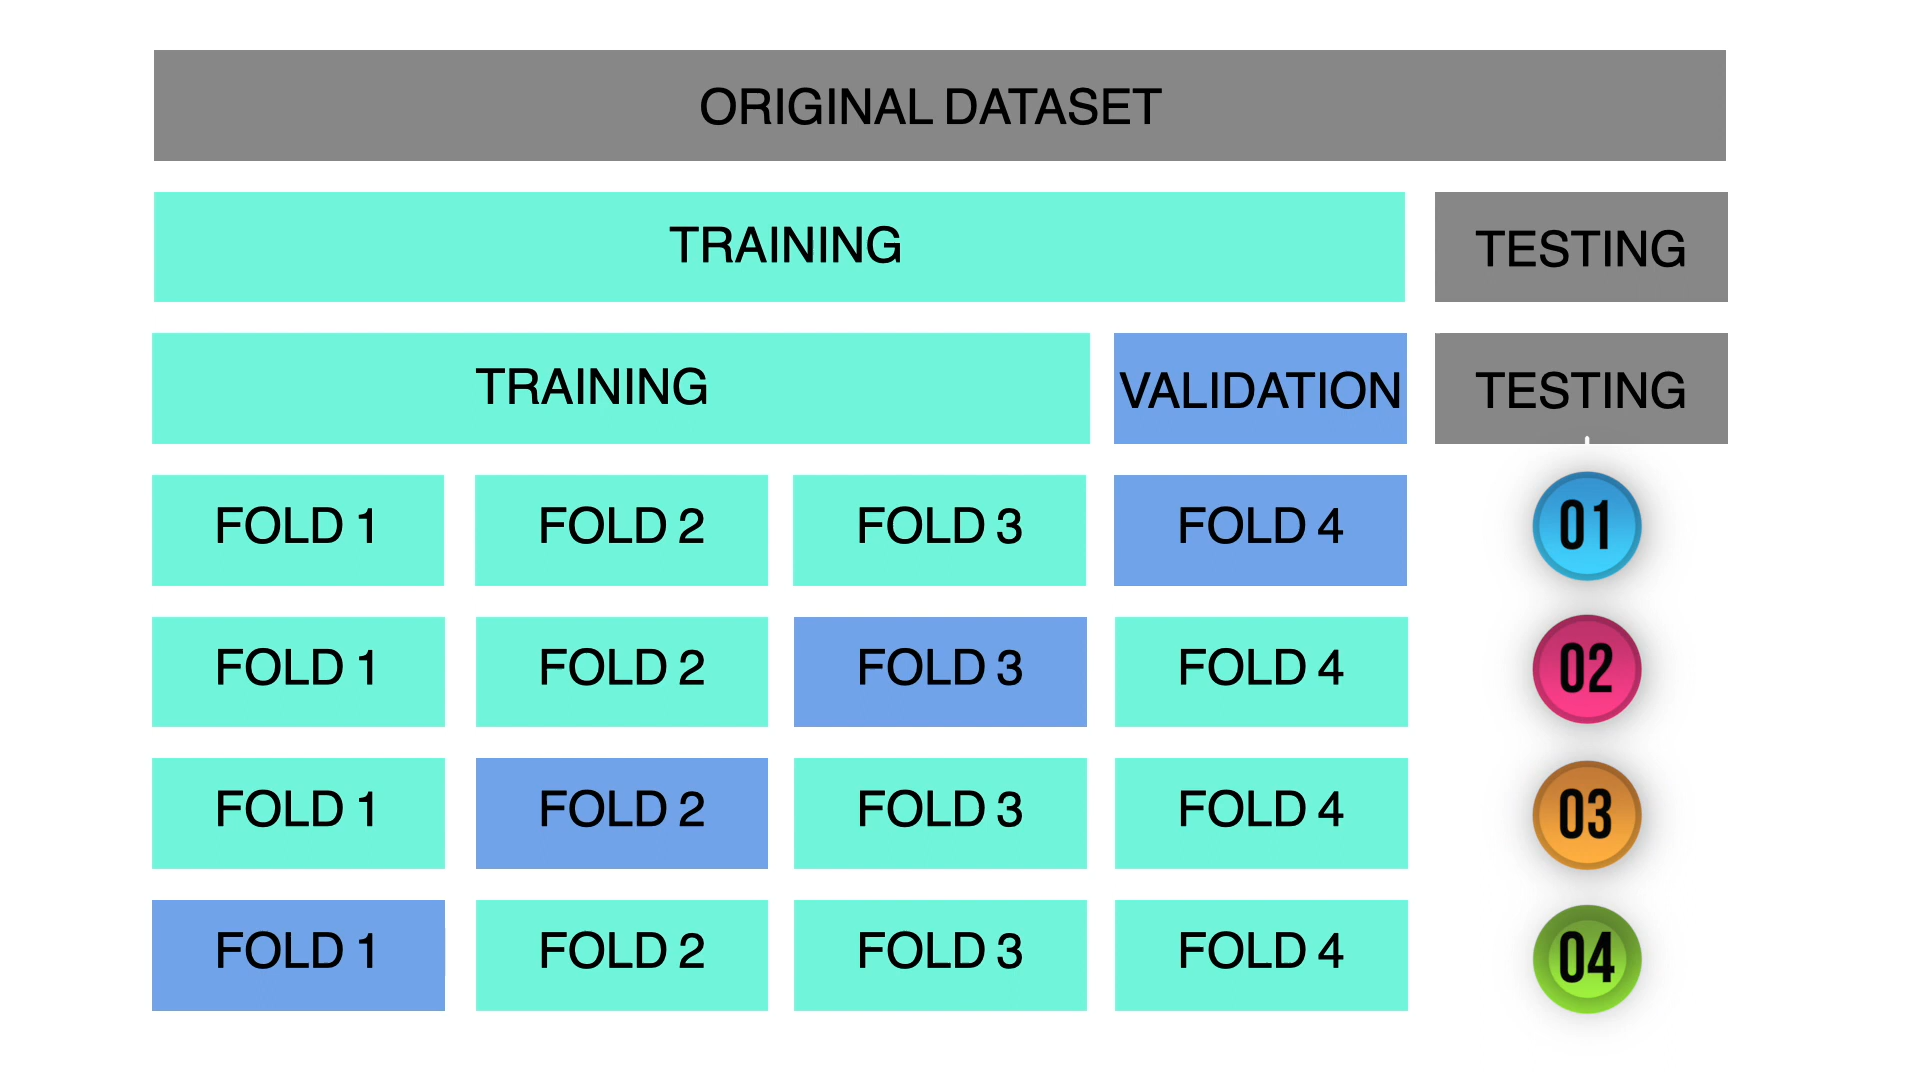 ORIGINAL DATASET
TRAINING TESTING
TRAINING VALIDATION TESTING
FOLD 1 FOLD 2 FOLD 3 FOLD 4 01
FOLD 1 FOLD 2 FOLD 3 FOLD 4 02
FOLD 1 FOLD 2 FOLD 3 FOLD 4 03
FOLD 1 FOLD 2 FOLD 3 FOLD 4 04